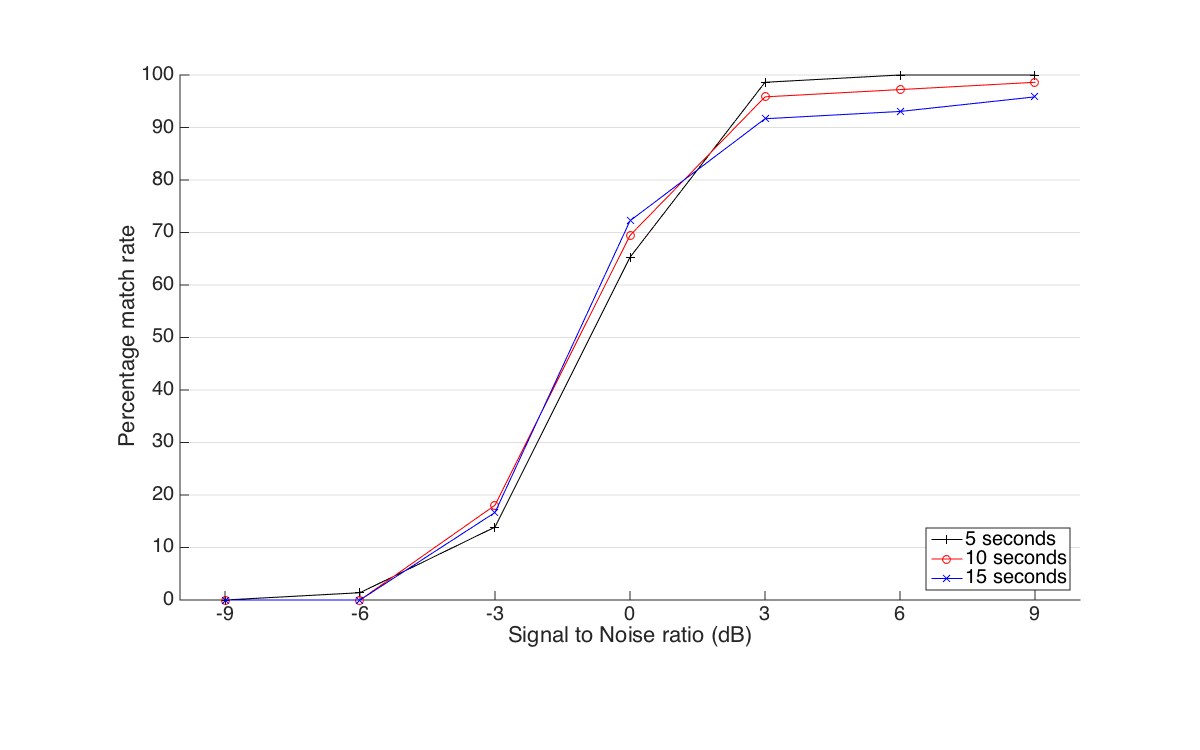 100
90
80
70
60
50
40
30
20
10
0
Percentage match rate
-9 -6 -3 0 3 6 9
Signal to Noise ratio (dB)
5 seconds
10 seconds
15 seconds